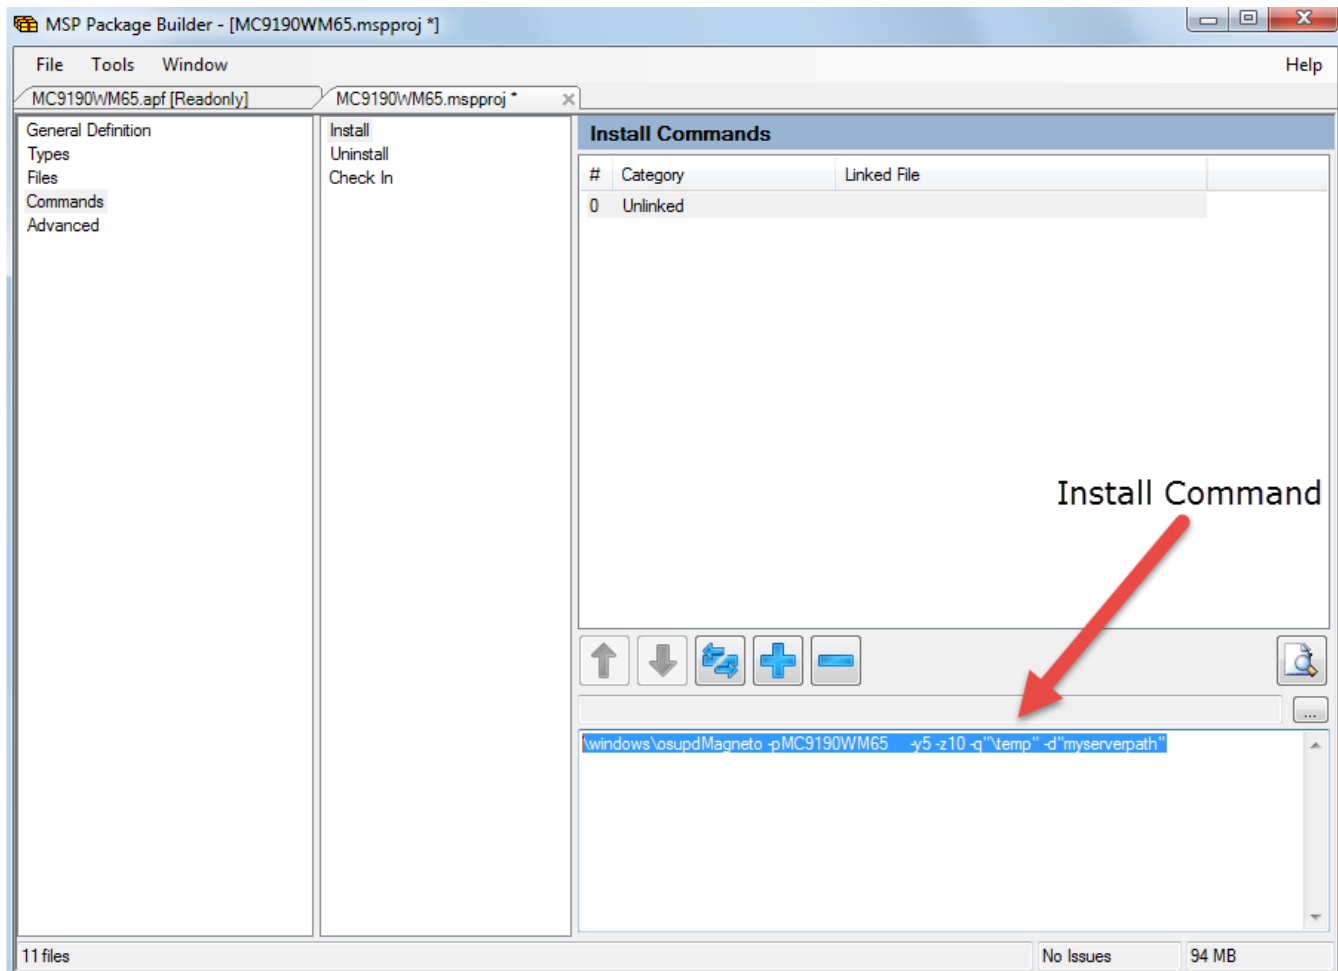 MSP Package Builder - [MC9190WM65.mspproj *]
File Tools Window Help
MC9190WM65.apf [Readonly] MC9190WM65.mspproj *
General Definition
Types
Files
Commands
Advanced
Install
Uninstall
Check In
Install Commands
# Category Linked File
0 Unlinked
Install Command
...
\windows\osupdMagneto -pMC9190WM65 -y5 -z10 -q"\temp" -d"myserverpath"
11 files No Issues 94 MB